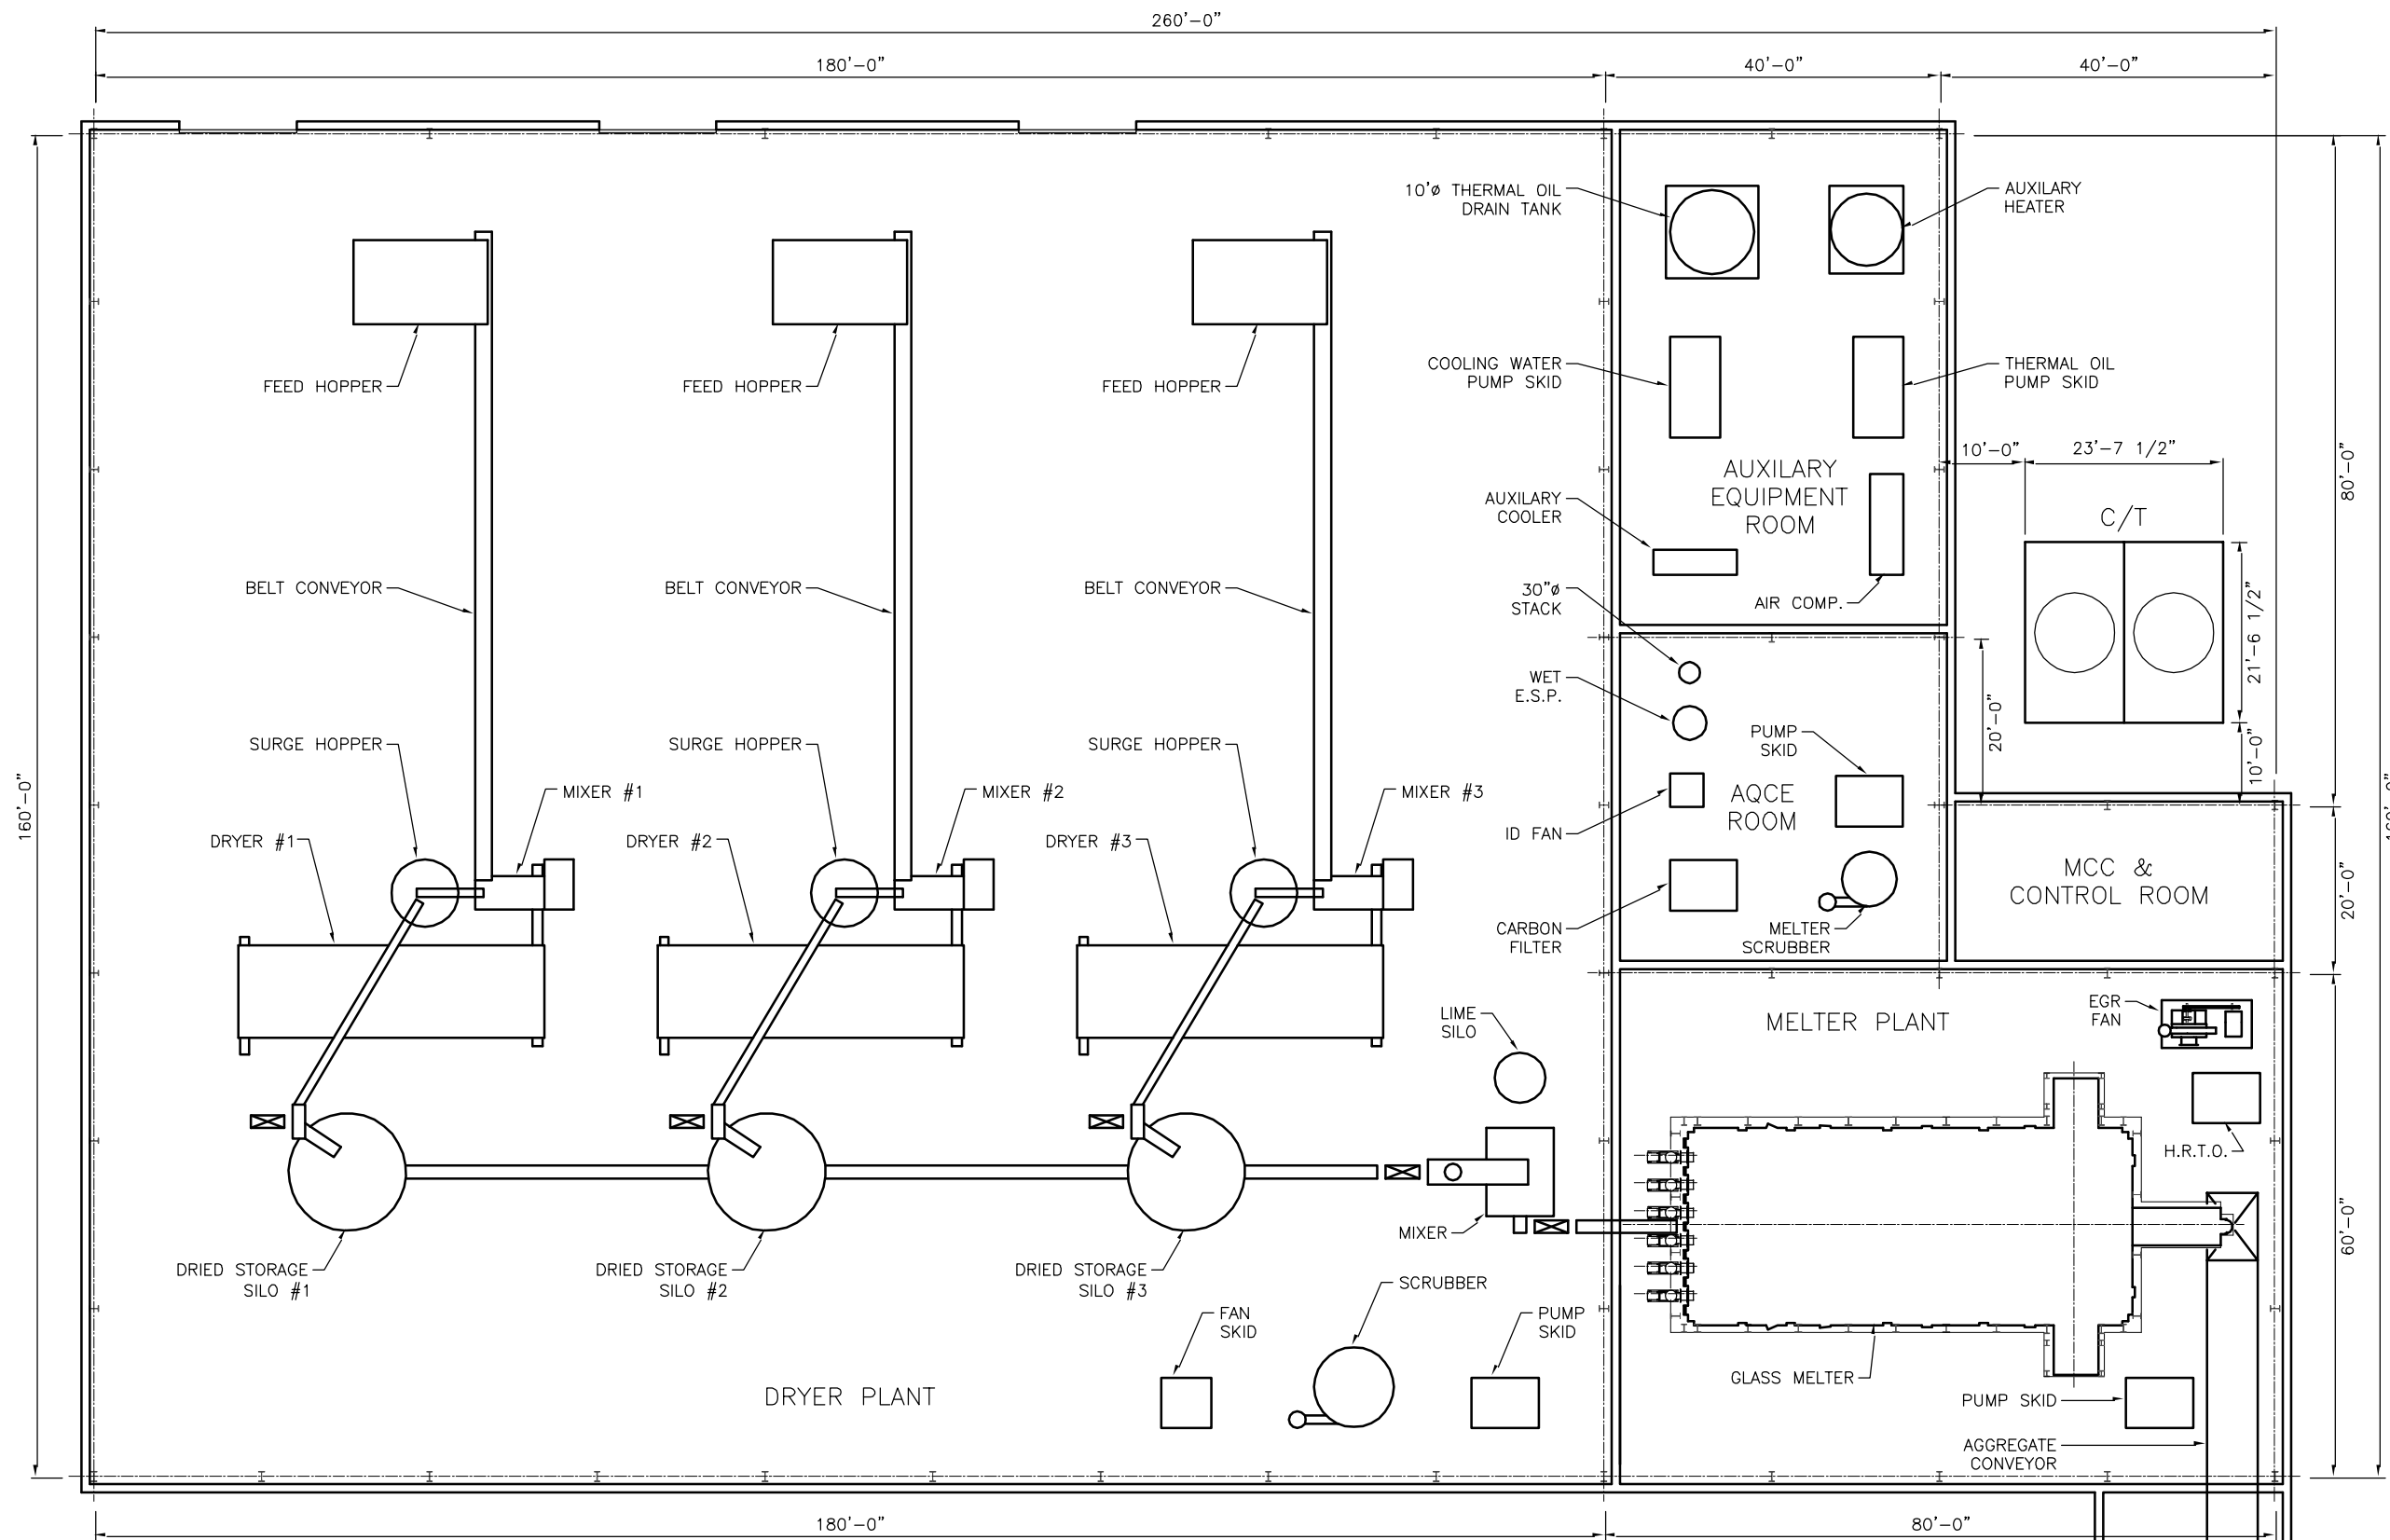 260'-0"
180'-0"
40'-0"
40'-0"
10'ø THERMAL OIL
DRAIN TANK
AUXILARY
HEATER
FEED HOPPER
FEED HOPPER
FEED HOPPER
COOLING WATER
PUMP SKID
THERMAL OIL
PUMP SKID
10'-0"
23'-7 1/2"
80'-0"
AUXILARY
EQUIPMENT
ROOM
AUXILARY
COOLER
C/T
BELT CONVEYOR
BELT CONVEYOR
BELT CONVEYOR
30"ø
STACK
AIR COMP.
21'-6 1/2"
WET
E.S.P.
20'-0"
10'-0"
SURGE HOPPER
SURGE HOPPER
SURGE HOPPER
PUMP
SKID
MIXER #1
MIXER #2
MIXER #3
160'-0"
AQCE
ROOM
DRYER #1
DRYER #2
DRYER #3
ID FAN
MCC &
CONTROL ROOM
20'-0"
CARBON
FILTER
MELTER
SCRUBBER
LIME
SILO
MELTER PLANT
EGR
FAN
H.R.T.O.
60'-0"
MIXER
DRIED STORAGE
SILO #1
DRIED STORAGE
SILO #2
DRIED STORAGE
SILO #3
SCRUBBER
FAN
SKID
PUMP
SKID
GLASS MELTER
DRYER PLANT
PUMP SKID
AGGREGATE
CONVEYOR
180'-0"
80'-0"